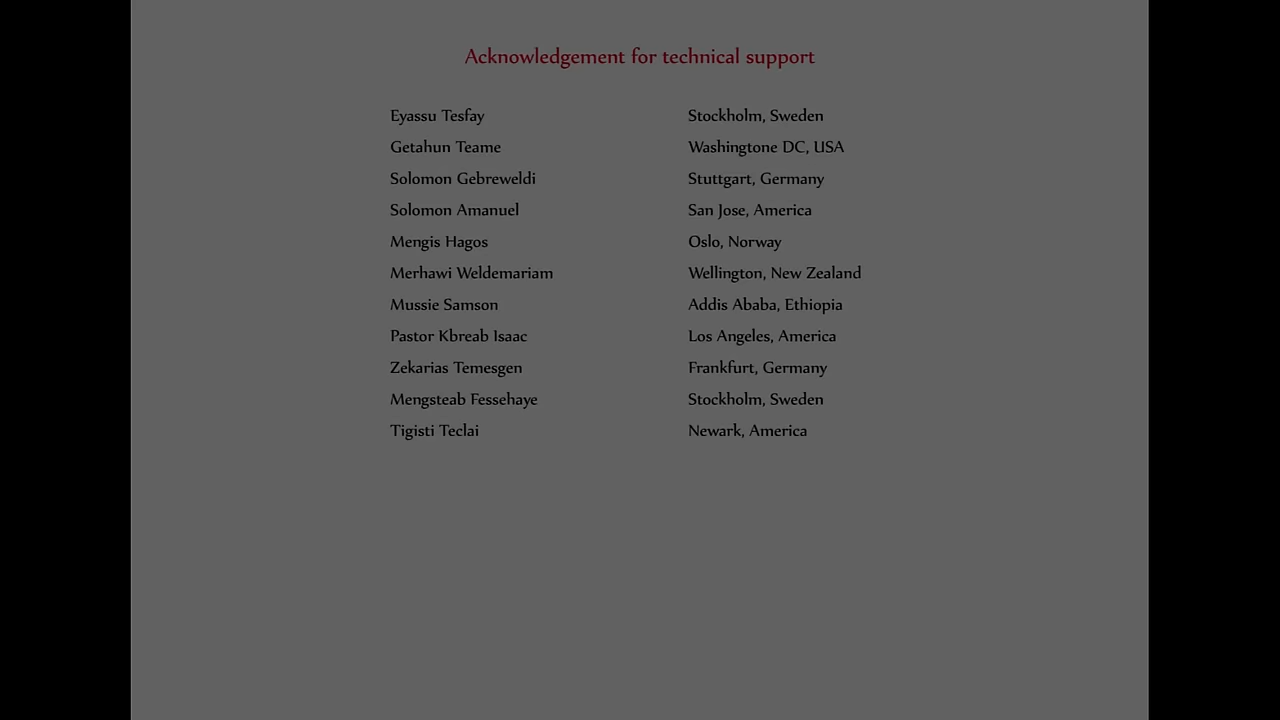 Acknowledgement for technical support
Eyassu Tesfay Stockholm, Sweden
Getahun Teame Washingtone DC, USA
Solomon Gebreweldi Stuttgart, Germany
Solomon Amanuel San Jose, America
Mengis Hagos Oslo, Norway
Merhawi Weldemariam Wellington, New Zealand
Mussie Samson Addis Ababa, Ethiopia
Pastor Kbreab Isaac Los Angeles, America
Zekarias Temesgen Frankfurt, Germany
Mengsteab Fessehaye Stockholm, Sweden
Tigisti Teclai Newark, America